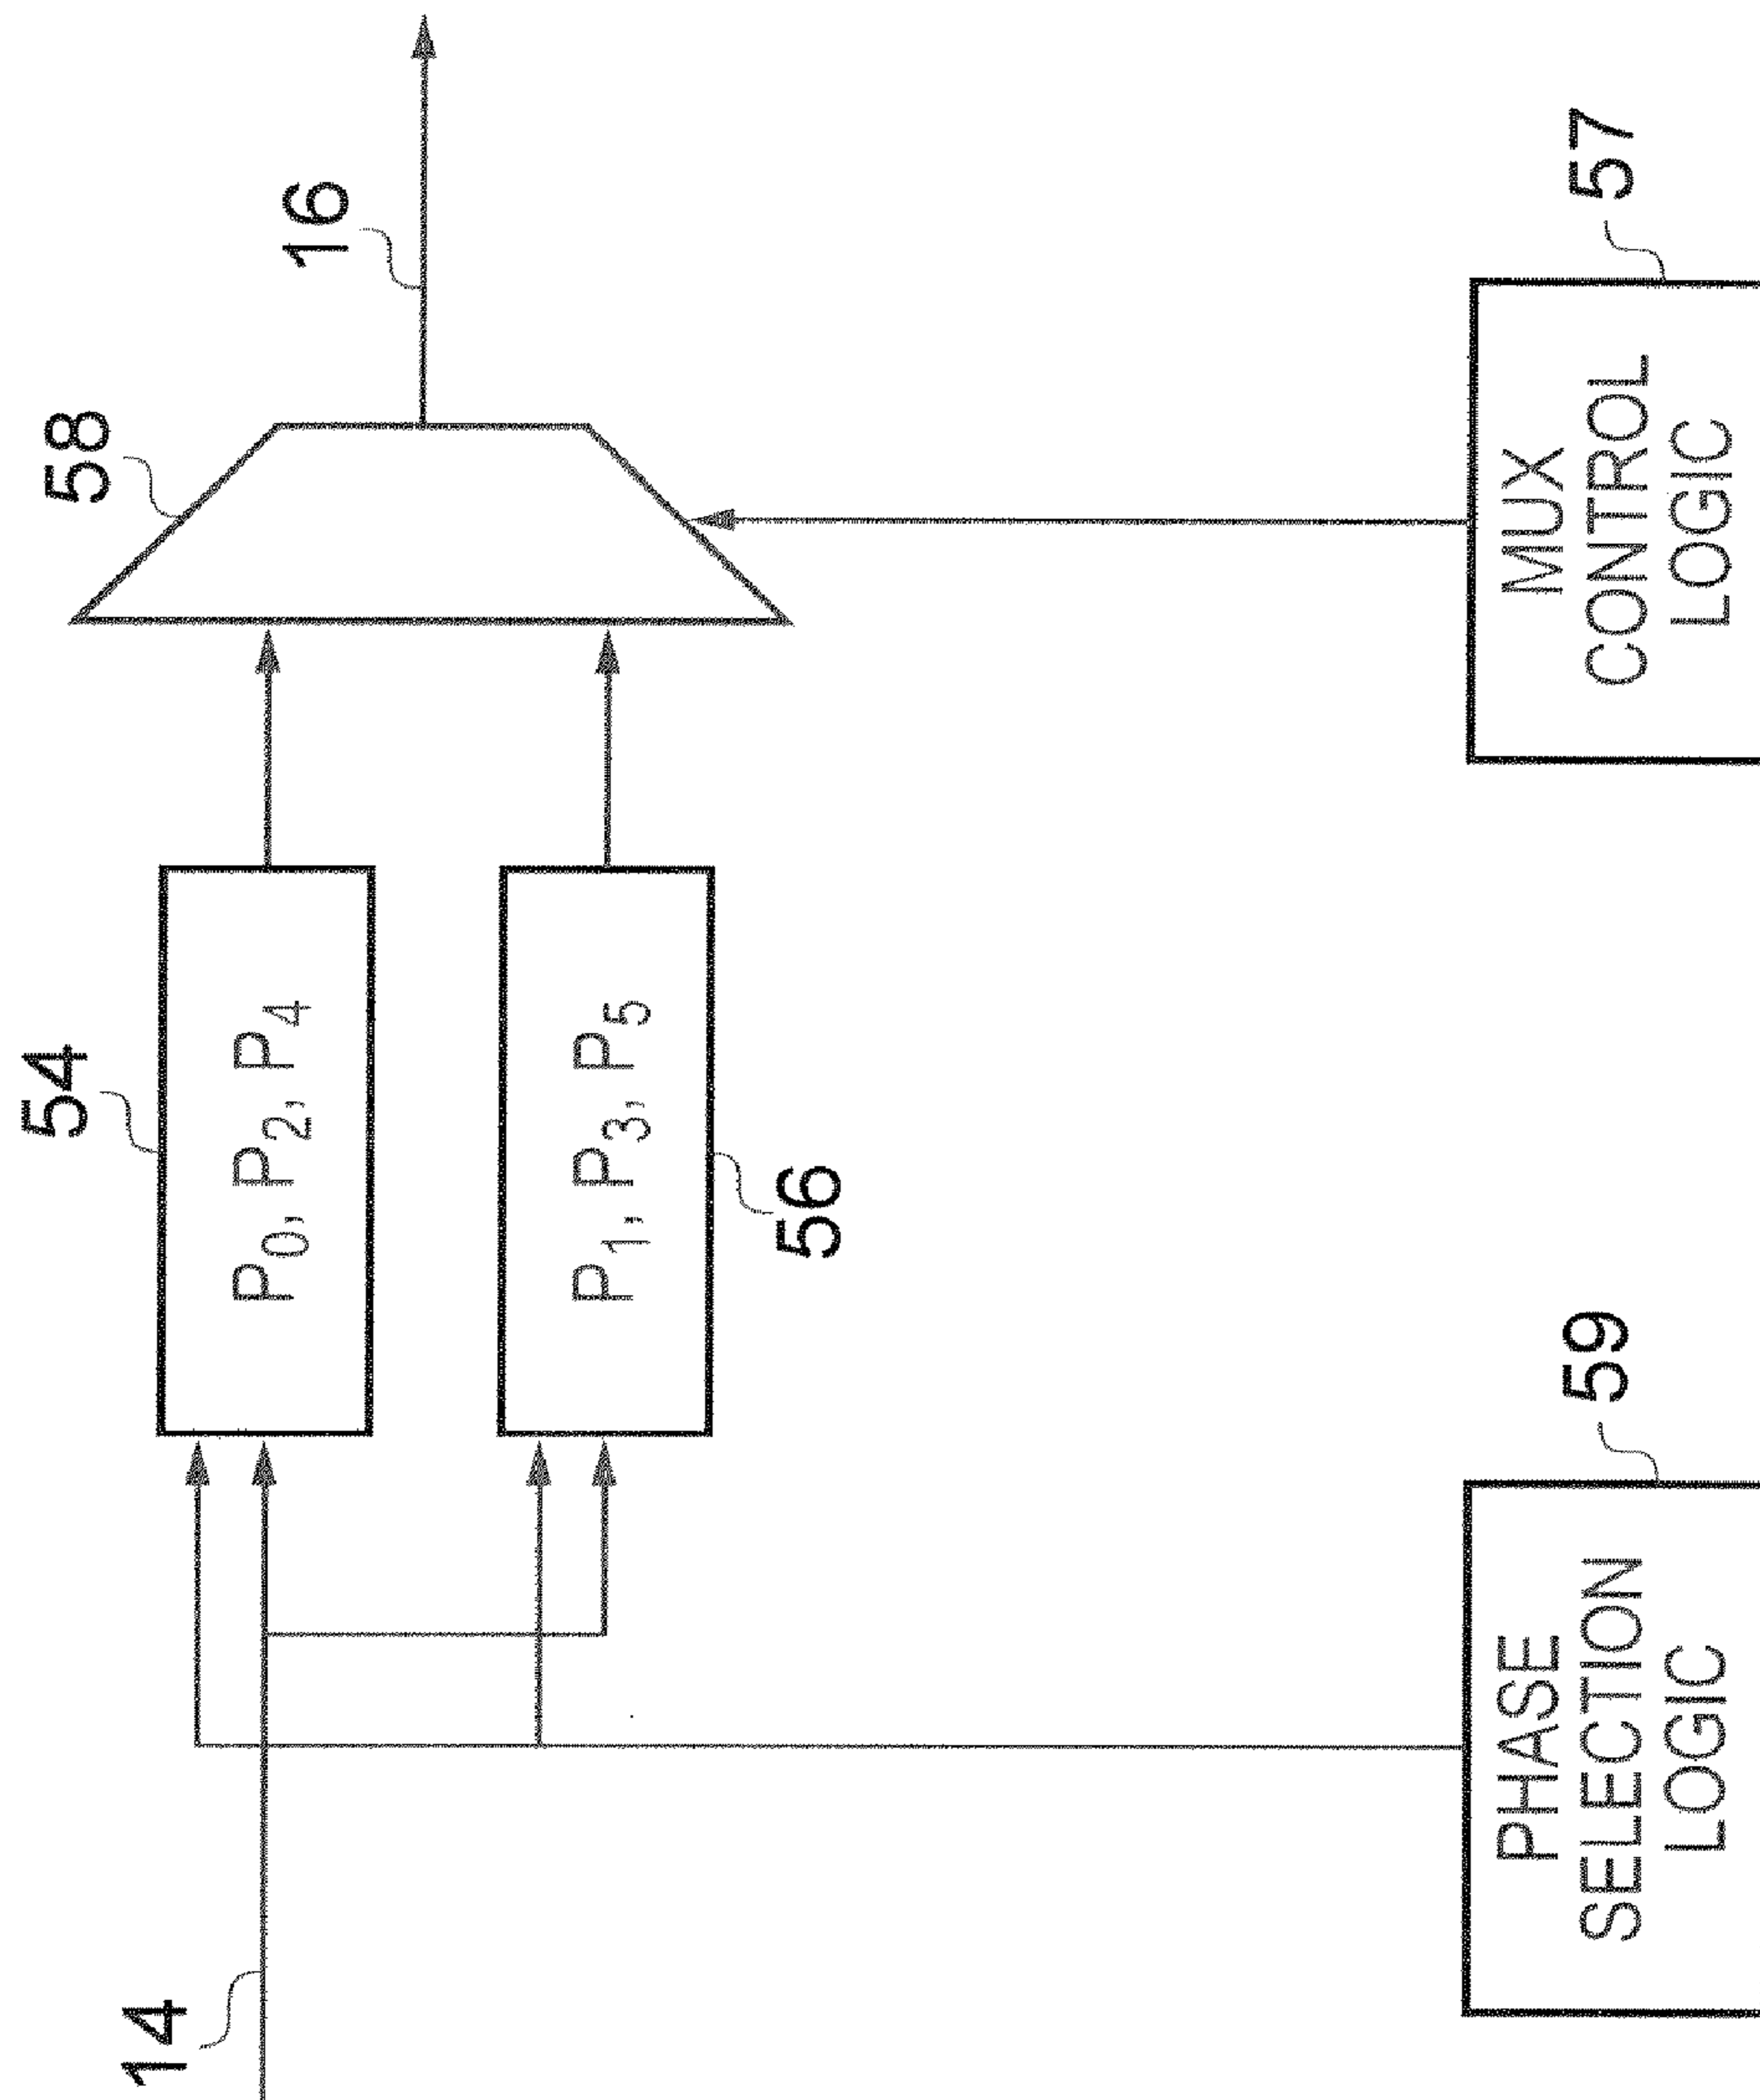 14
54
P0, P2, P4
58
16
P1, P3, P5
56
PHASE
SELECTION
LOGIC
59
MUX
CONTROL
LOGIC
57